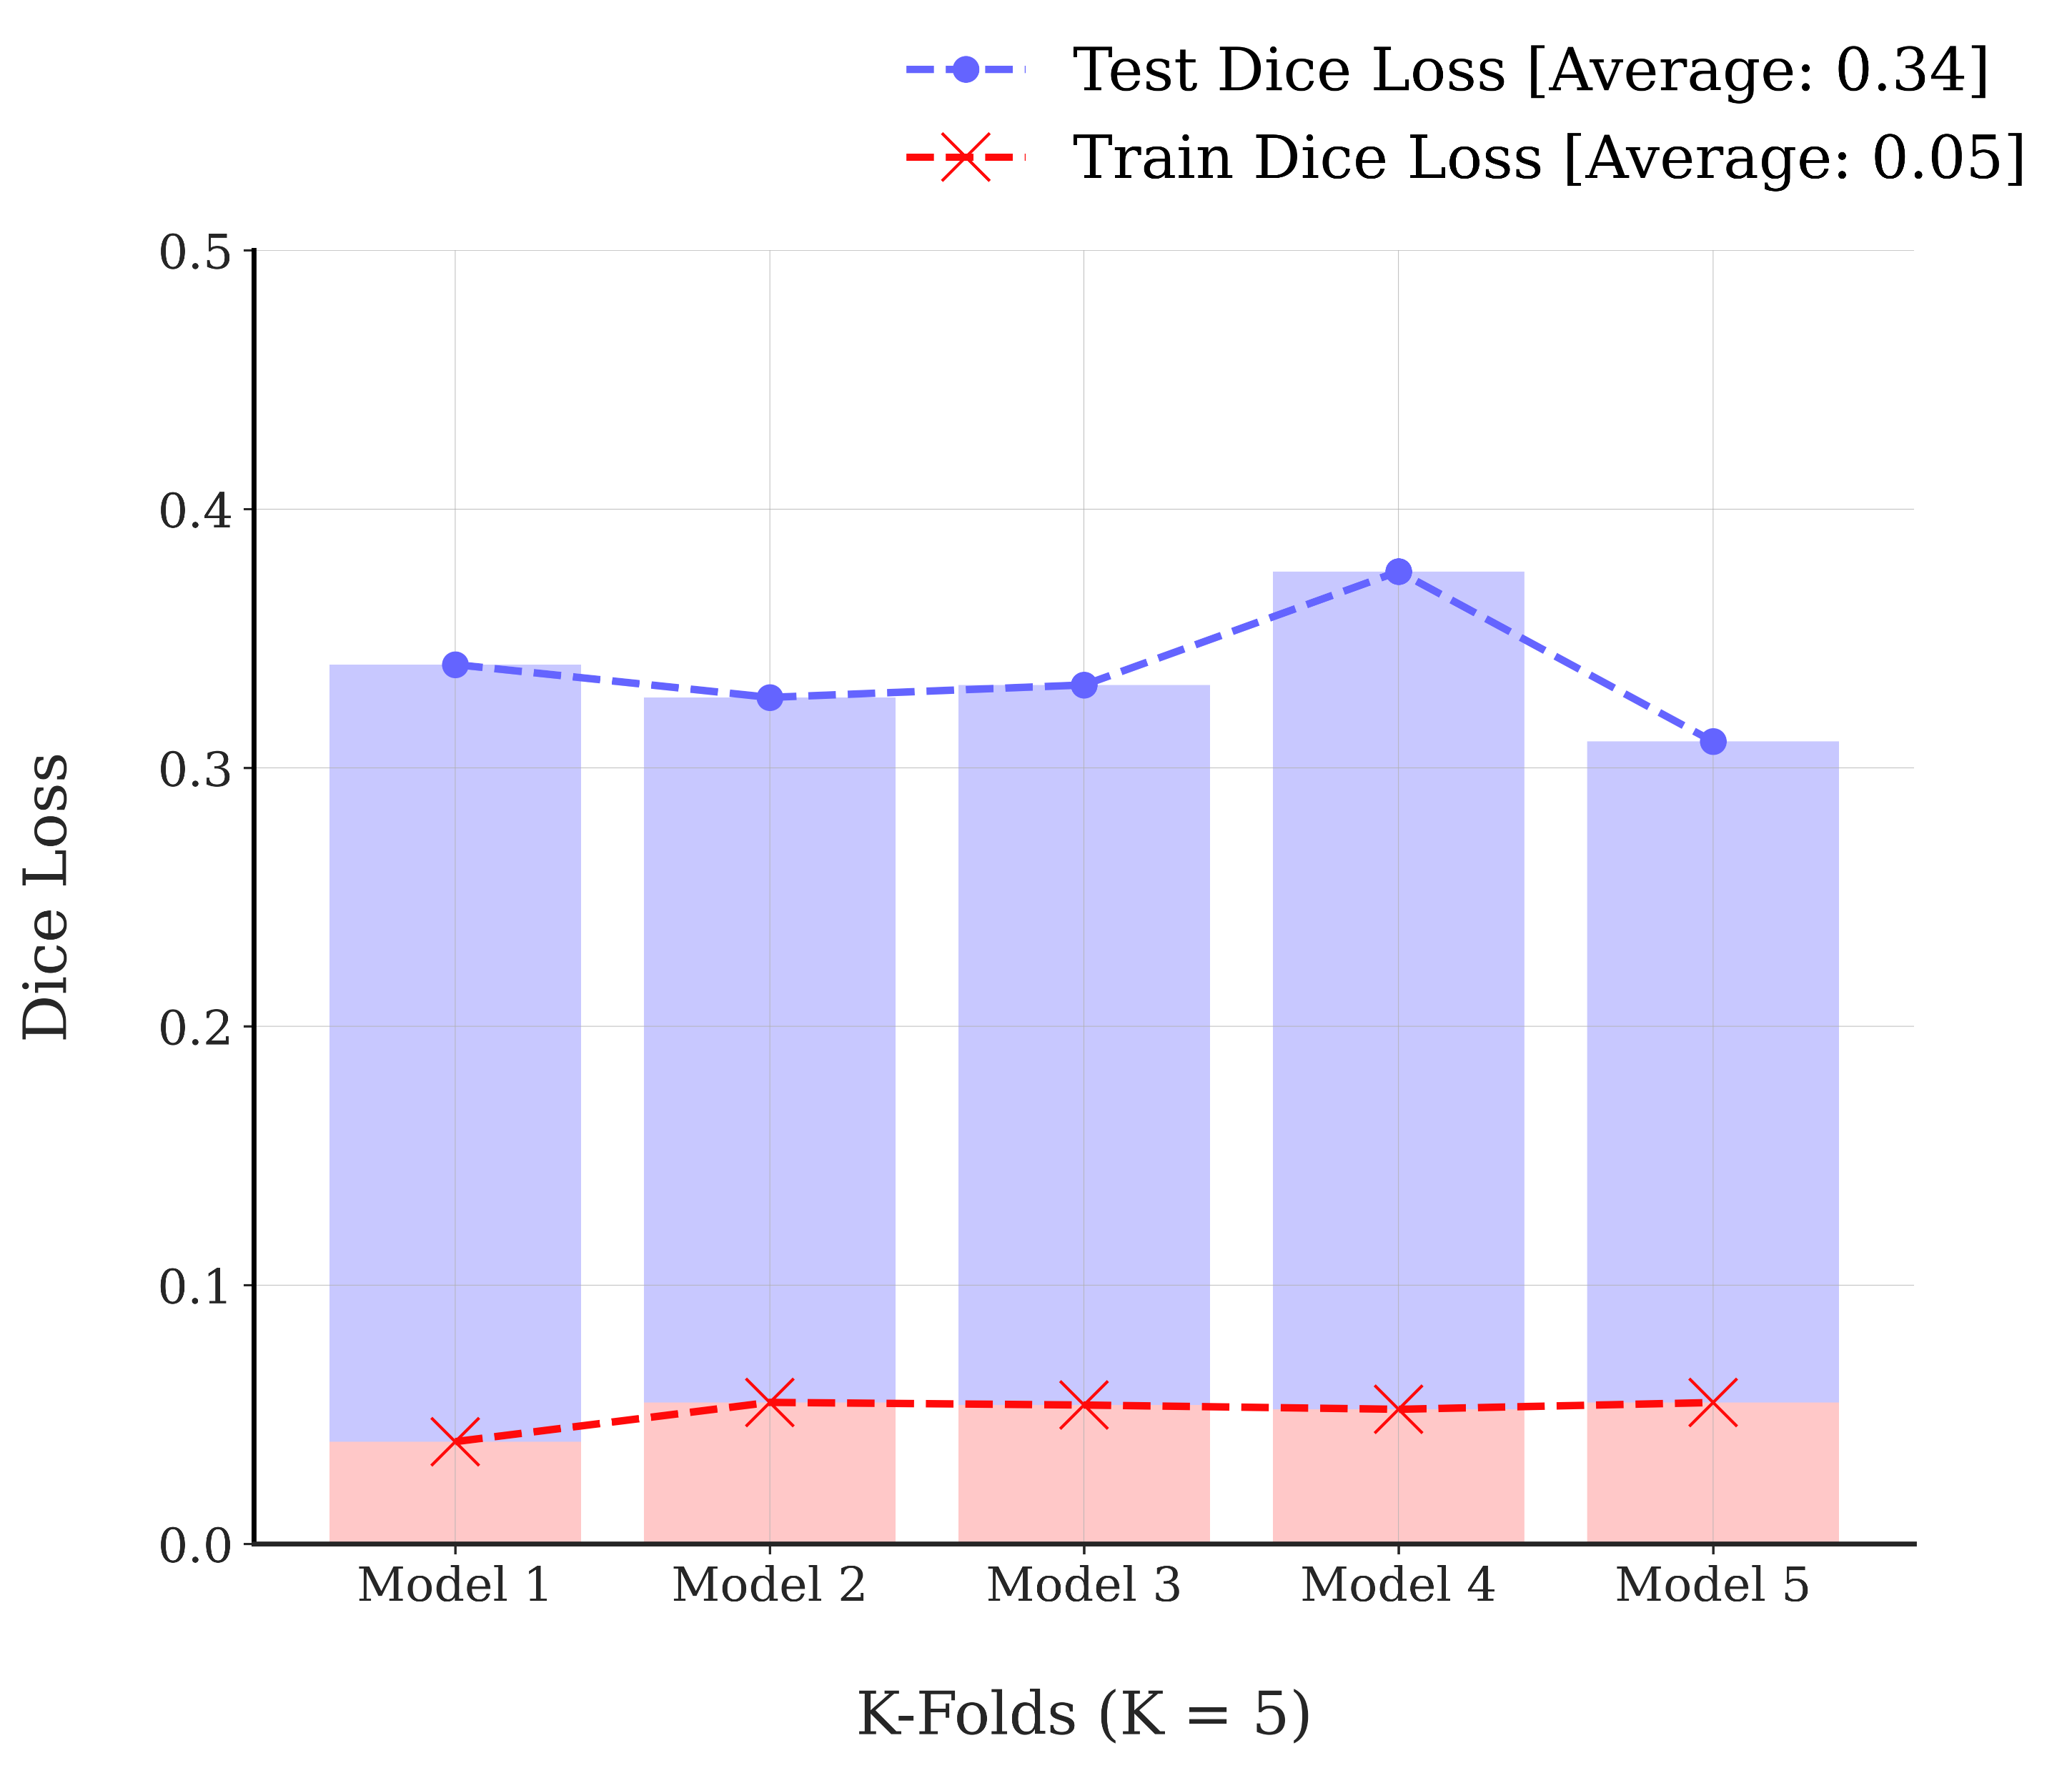 Test Dice Loss [Average: 0.34]
Train Dice Loss [Average: 0.05]
0.5
0.4
0.3
0.2
0.1
0.0
Dice Loss
Model 1
Model 2
Model 3
Model 4
Model 5
K-Folds (K = 5)